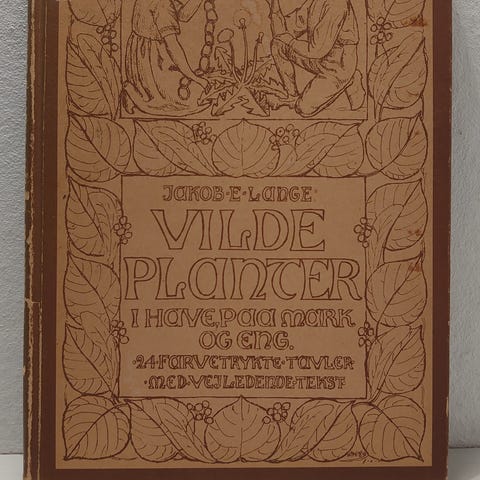 JAKOB·E·LANGE·
VILDE
PLANTER
I HAVE, PAA MARK
OG ENG.
·24·FARVETRYKTE·TAVLER·
·MED·VEJLEDENDE·TEKST·